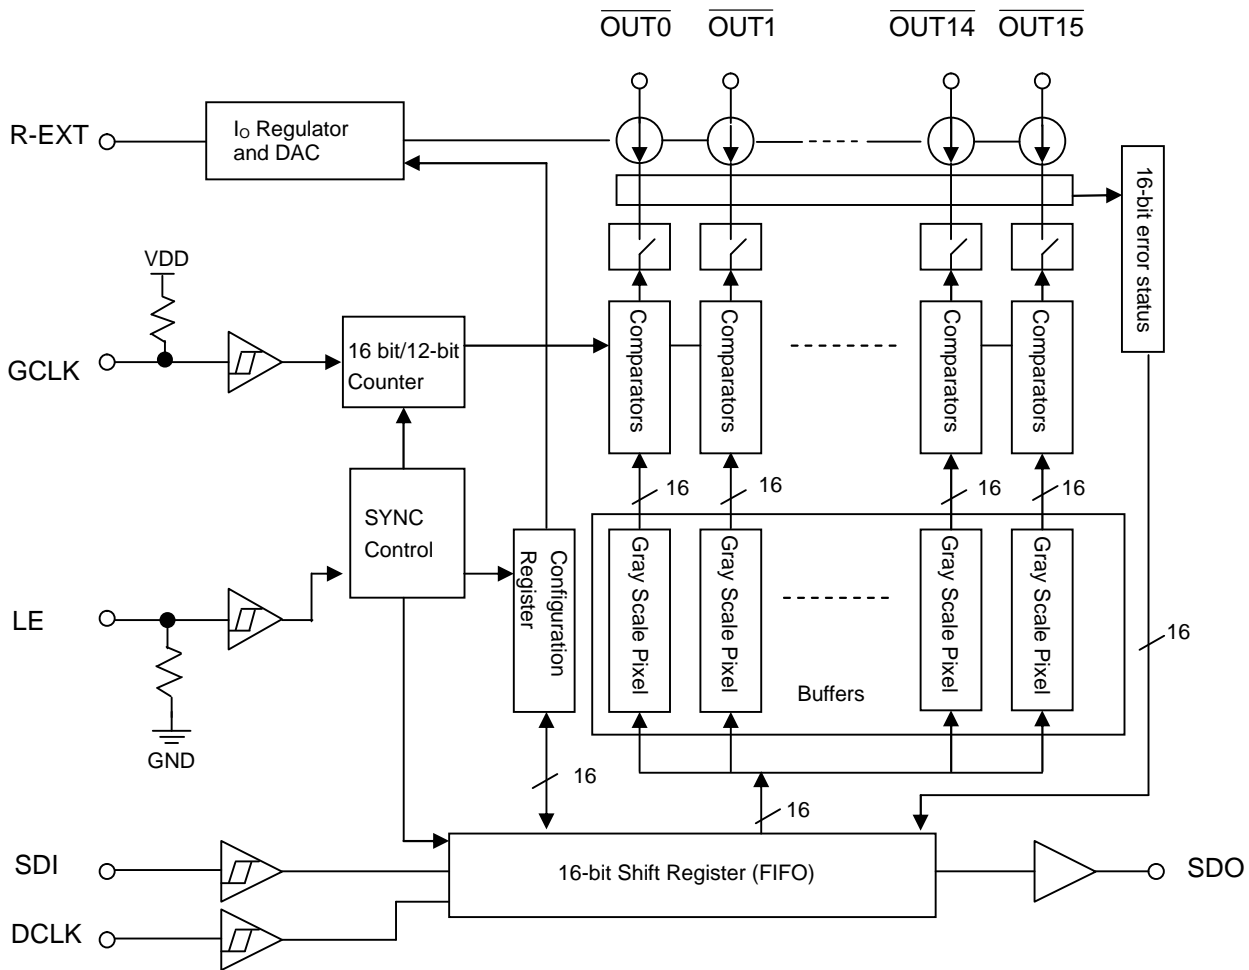 OUT0 OUT1 OUT14 OUT15
R-EXT
IO Regulator
and DAC
16-bit error status
VDD
GCLK
16 bit/12-bit
Counter
Comparators
Comparators
Comparators
Comparators
16
16
16
16
SYNC
Control
Configuration
Register
Gray Scale Pixel
Gray Scale Pixel
Gray Scale Pixel
Gray Scale Pixel
LE
16
Buffers
GND
16
16
SDI
16-bit Shift Register (FIFO)
SDO
DCLK